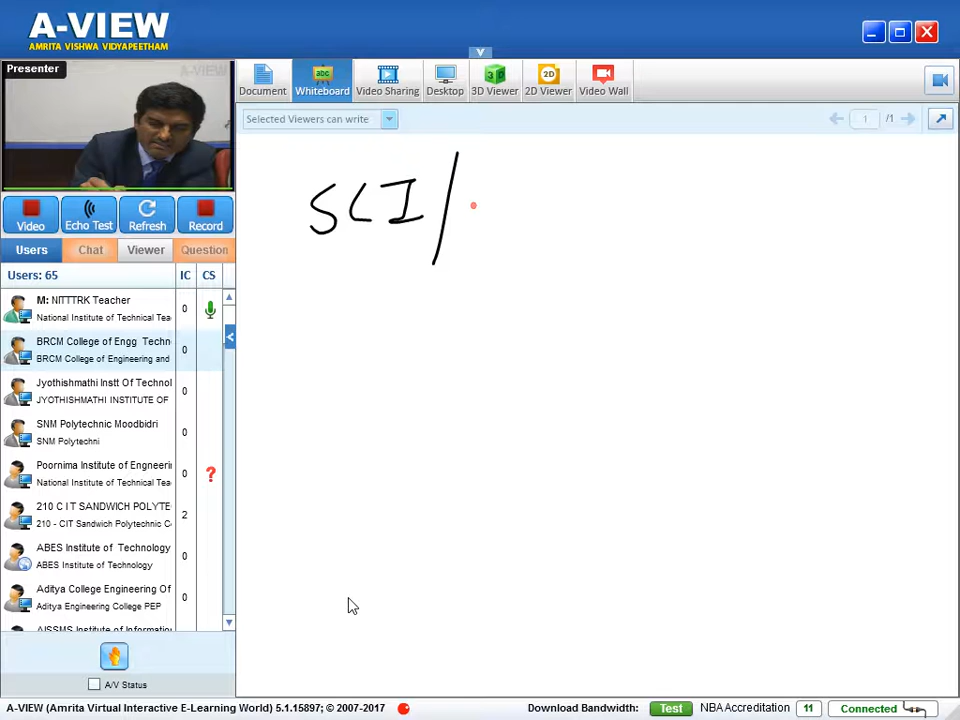 A-VIEW
AMRITA VISHWA VIDYAPEETHAM
Presenter
A-VIEW
Document
Whiteboard
Video Sharing
Desktop
3D Viewer
2D Viewer
Video Wall
Selected Viewers can write
1 /1
SCI/
Video
Echo Test
Refresh
Record
Users
Chat
Viewer
Question
Users: 65 IC CS
M: NITTTRK Teacher
National Institute of Technical Tea
0
BRCM College of Engg Techn
BRCM College of Engineering and
0
Jyothishmathi Instt Of Technol
JYOTHISHMATHI INSTITUTE OF
0
SNM Polytechnic Moodbidri
SNM Polytechni
0
Poornima Institute of Engneeri
National Institute of Technical Tea
0 ?
210 C I T SANDWICH POLYTE
210 - CIT Sandwich Polytechnic C
2
ABES Institute of Technology
ABES Institute of Technology
0
Aditya College Engineering Of
Aditya Engineering College PEP
0
AISSMS Institute of Informatio
A/V Status
A-VIEW (Amrita Virtual Interactive E-Learning World) 5.1.15897; © 2007-2017
Download Bandwidth: Test NBA Accreditation 11 Connected